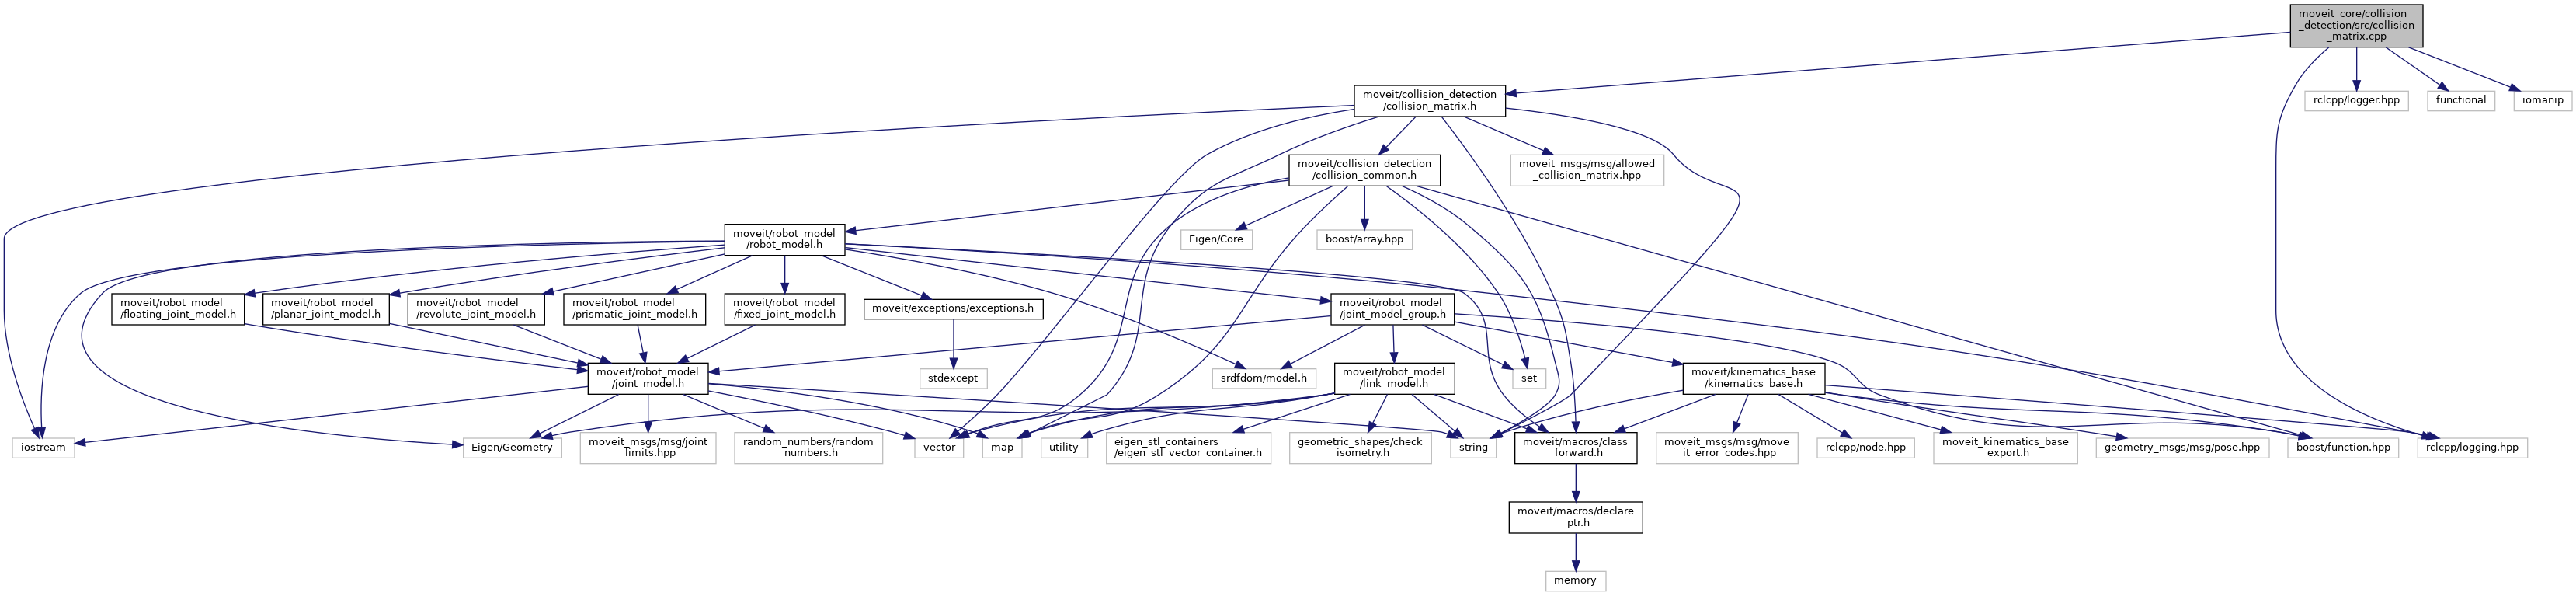 moveit_core/collision
_detection/src/collision
_matrix.cpp
moveit/collision_detection
/collision_matrix.h
rclcpp/logger.hpp
functional
iomanip
moveit/collision_detection
/collision_common.h
moveit_msgs/msg/allowed
_collision_matrix.hpp
moveit/robot_model
/robot_model.h
Eigen/Core
boost/array.hpp
moveit/robot_model
/floating_joint_model.h
moveit/robot_model
/planar_joint_model.h
moveit/robot_model
/revolute_joint_model.h
moveit/robot_model
/prismatic_joint_model.h
moveit/robot_model
/fixed_joint_model.h
moveit/exceptions/exceptions.h
moveit/robot_model
/joint_model_group.h
moveit/robot_model
/joint_model.h
stdexcept
srdfdom/model.h
moveit/robot_model
/link_model.h
set
moveit/kinematics_base
/kinematics_base.h
iostream
Eigen/Geometry
moveit_msgs/msg/joint
_limits.hpp
random_numbers/random
_numbers.h
vector
map
utility
eigen_stl_containers
/eigen_stl_vector_container.h
geometric_shapes/check
_isometry.h
string
moveit/macros/class
_forward.h
moveit_msgs/msg/move
_it_error_codes.hpp
rclcpp/node.hpp
moveit_kinematics_base
_export.h
geometry_msgs/msg/pose.hpp
boost/function.hpp
rclcpp/logging.hpp
moveit/macros/declare
_ptr.h
memory